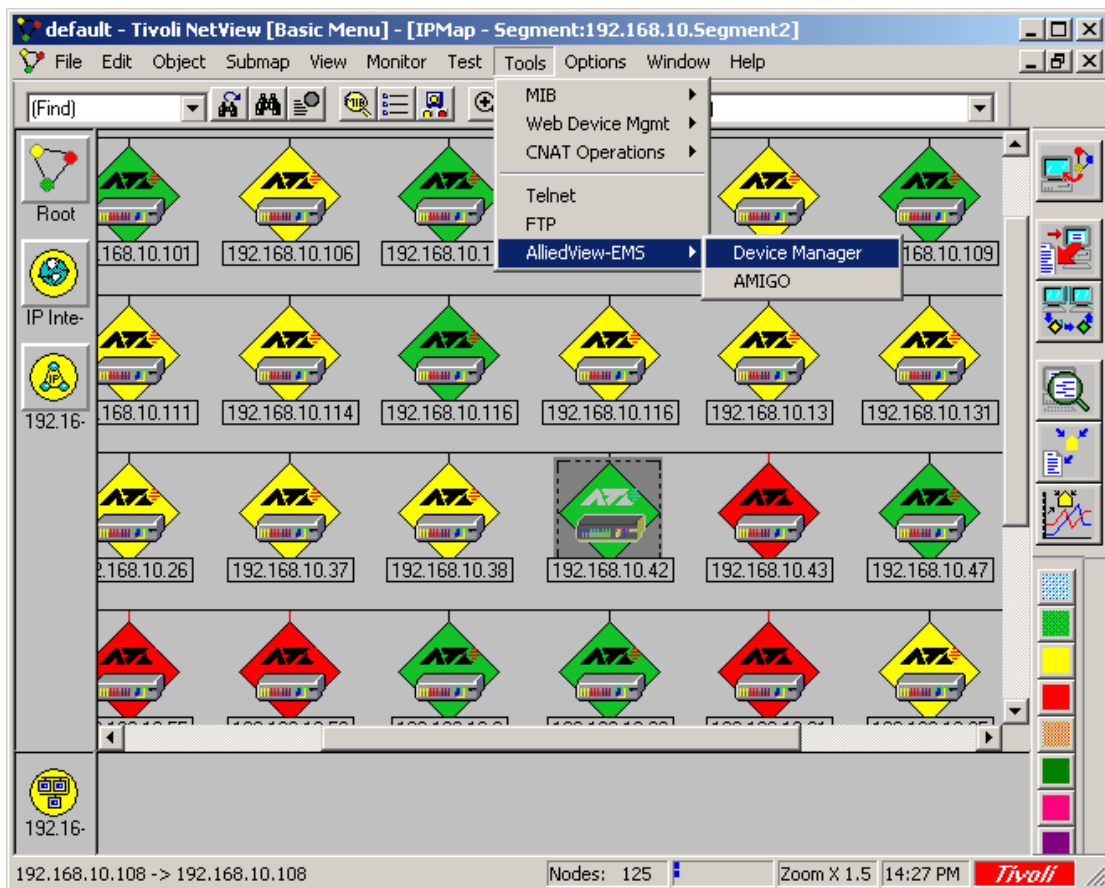 default - Tivoli NetView [Basic Menu] - [IPMap - Segment:192.168.10.Segment2]
File Edit Object Submap View Monitor Test Tools Options Window Help
(Find)
MIB
Web Device Mgmt
CNAT Operations
Telnet
FTP
AlliedView-EMS
Device Manager
AMIGO
Root
IP Inte-
192.16-
.168.10.101 192.168.10.106 192.168.10.1 168.10.109
.168.10.111 192.168.10.114 192.168.10.116 192.168.10.116 192.168.10.13 192.168.10.131
.168.10.26 192.168.10.37 192.168.10.38 192.168.10.42 192.168.10.43 192.168.10.47
192.16-
192.168.10.108 -> 192.168.10.108 Nodes: 125 Zoom X 1.5 14:27 PM Tivoli